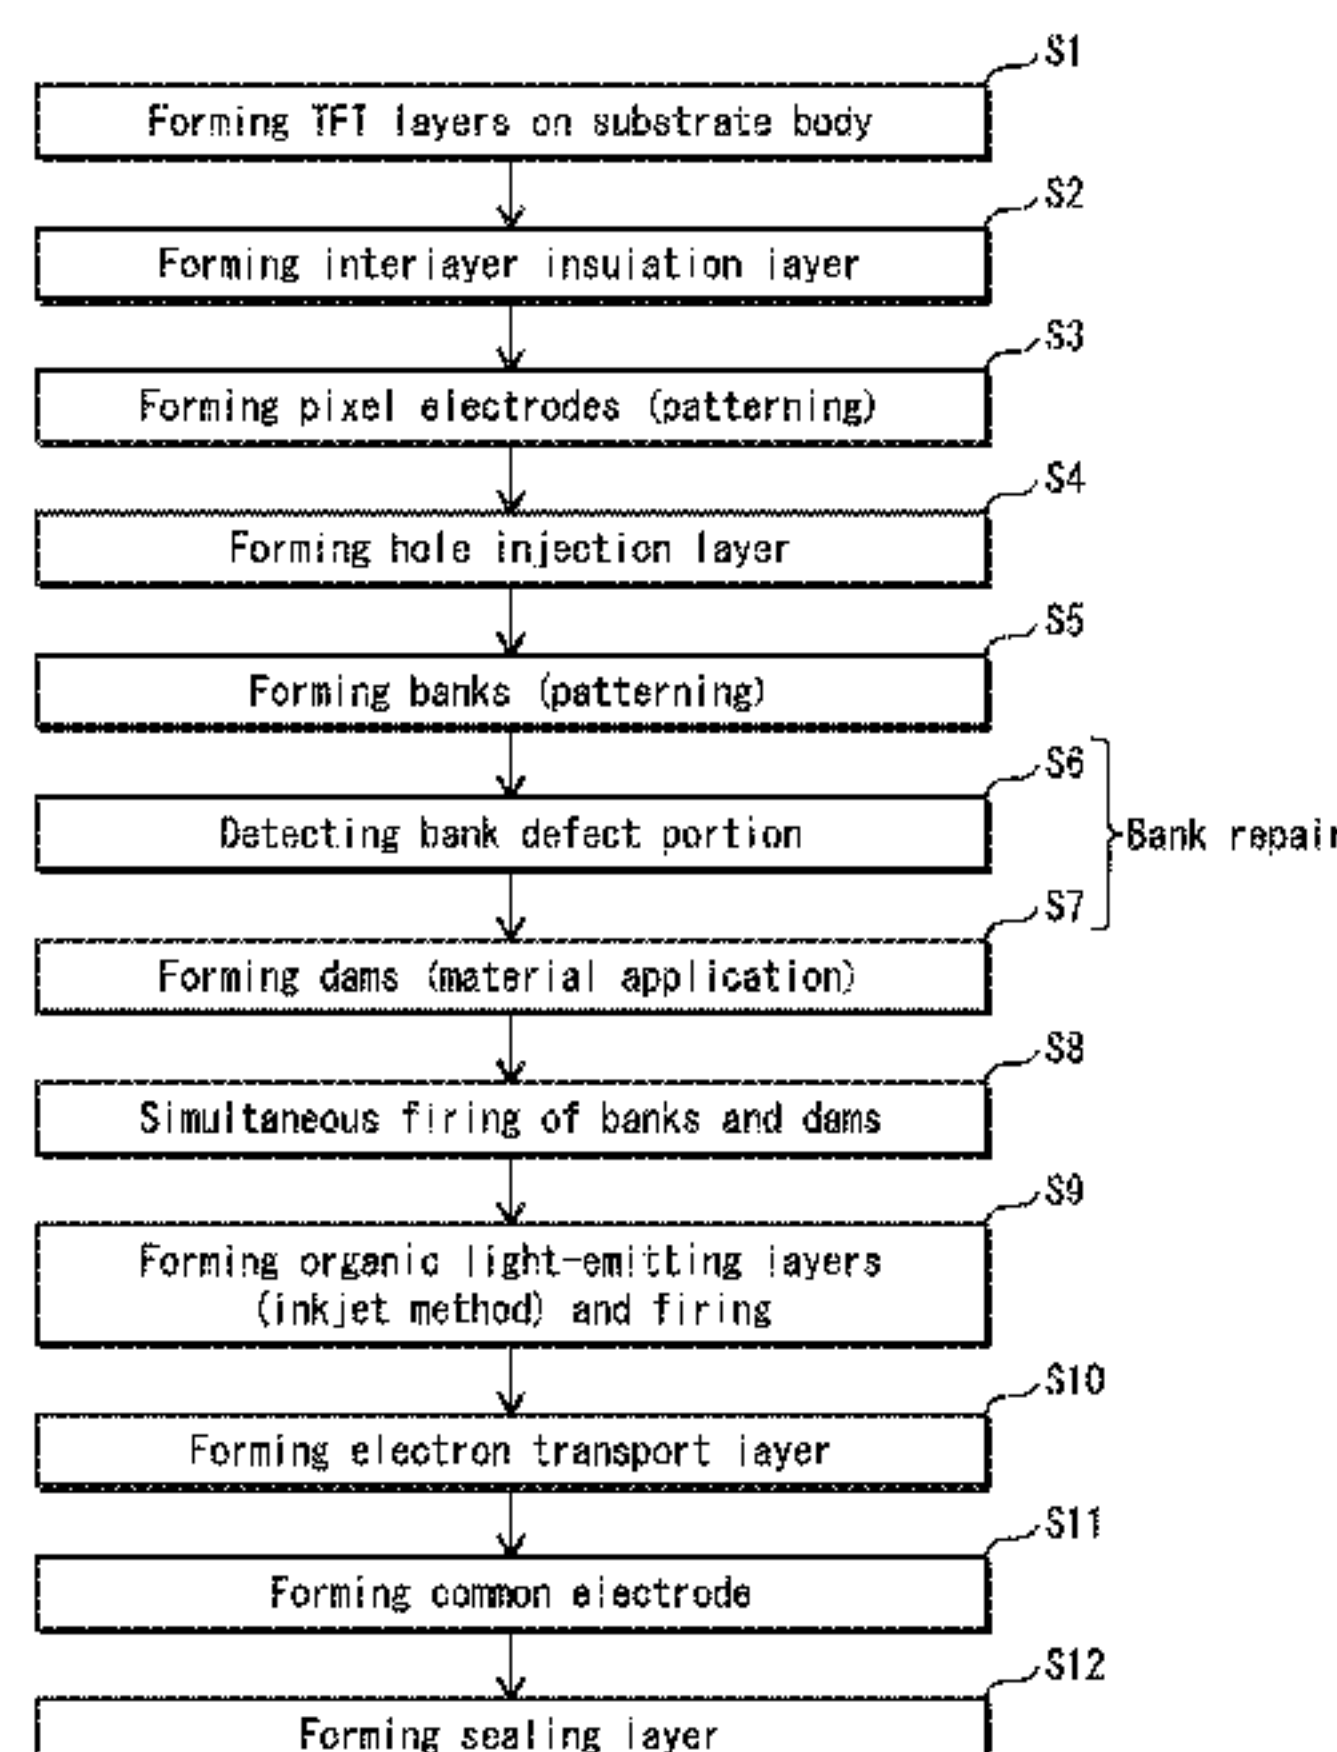 S1
Forming TFT layers on substrate body
S2
Forming interlayer insulation layer
S3
Forming pixel electrodes (patterning)
S4
Forming hole injection layer
S5
Forming banks (patterning)
S6
Detecting bank defect portion
Bank repair
S7
Forming dams (material application)
S8
Simultaneous firing of banks and dams
S9
Forming organic light-emitting layers
(inkjet method) and firing
S10
Forming electron transport layer
S11
Forming common electrode
S12
Forming sealing layer